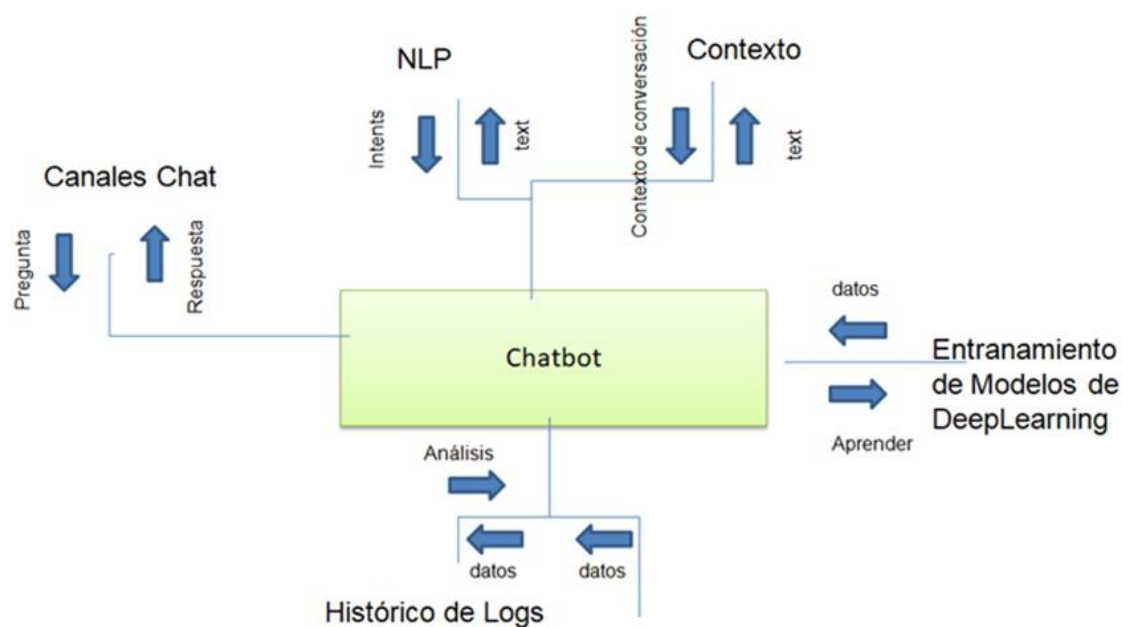 NLP
Contexto
Intents
text
Contexto de conversación
text
Canales Chat
Pregunta
Respuesta
datos
Chatbot
Entranamiento
de Modelos de
DeepLearning
Aprender
Análisis
datos
datos
Histórico de Logs